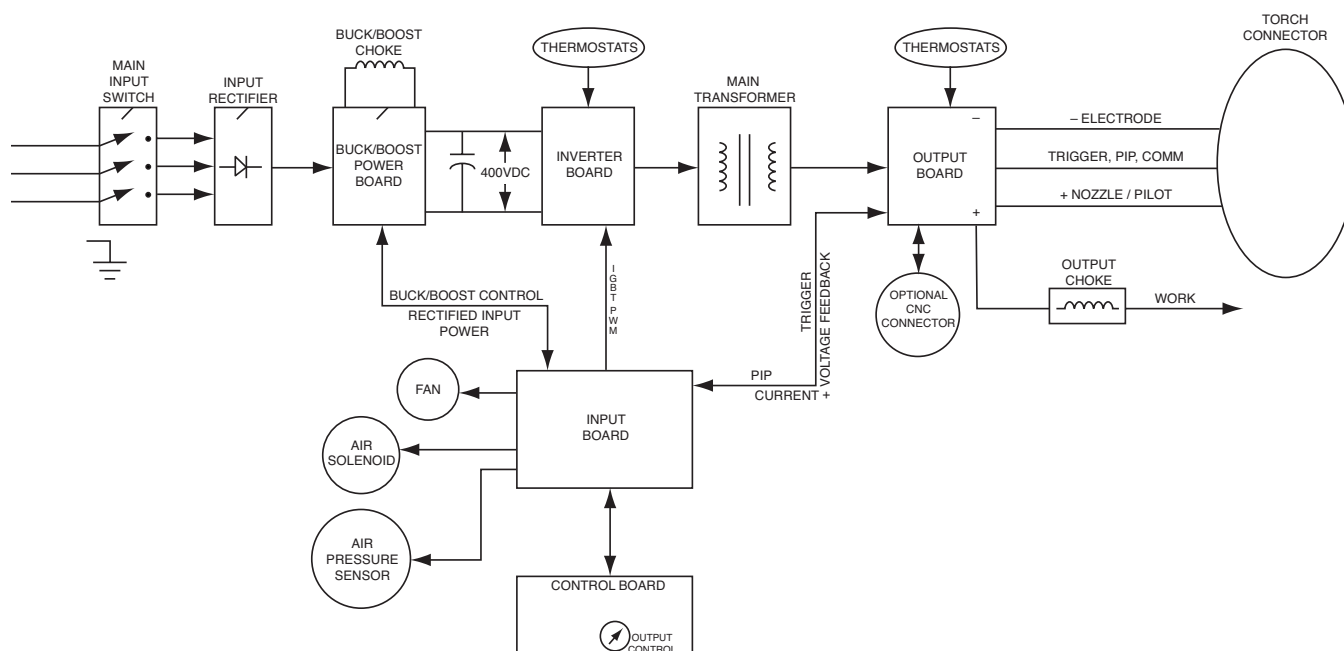 TORCH
CONNECTOR
BUCK/BOOST
CHOKE
THERMOSTATS
THERMOSTATS
MAIN
INPUT
SWITCH
INPUT
RECTIFIER
MAIN
TRANSFORMER
BUCK/BOOST
POWER
BOARD
400VDC
INVERTER
BOARD
OUTPUT
BOARD
–
+
– ELECTRODE
TRIGGER, PIP, COMM
+ NOZZLE / PILOT
BUCK/BOOST CONTROL
RECTIFIED INPUT
POWER
IGBT PWM
TRIGGER
VOLTAGE FEEDBACK
OPTIONAL
CNC
CONNECTOR
OUTPUT
CHOKE
WORK
PIP
CURRENT +
FAN
INPUT
BOARD
AIR
SOLENOID
AIR
PRESSURE
SENSOR
CONTROL BOARD
OUTPUT
CONTROL